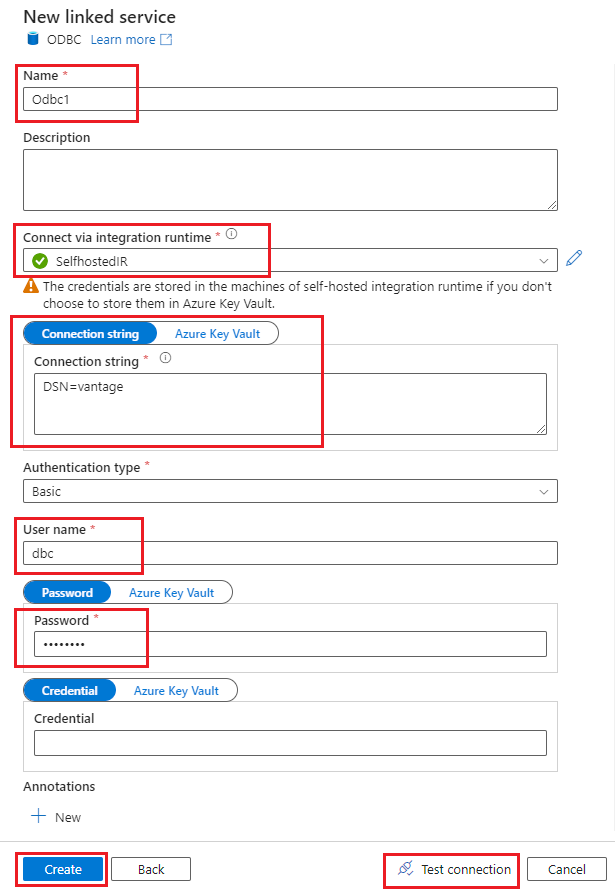 New linked service
ODBC Learn more
Name *
Odbc1
Description
Connect via integration runtime *
SelfhostedIR
The credentials are stored in the machines of self-hosted integration runtime if you don't
choose to store them in Azure Key Vault.
Connection string Azure Key Vault
Connection string *
DSN=vantage
Authentication type *
Basic
User name *
dbc
Password Azure Key Vault
Password *
••••••••
Credential Azure Key Vault
Credential
Annotations
+ New
Create Back Test connection Cancel